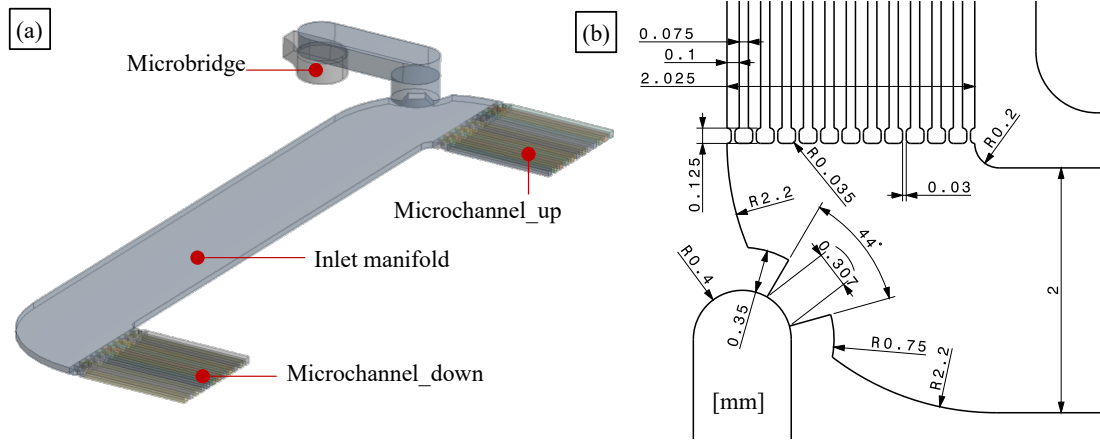 (a)
Microbridge
Microchannel_up
Inlet manifold
Microchannel_down
(b)
0.075
0.1
2.025
0.125
R0.2
R0.035
0.03
R2.2
44°
0.307
R0.4
0.35
2
R0.75
R2.2
[mm]